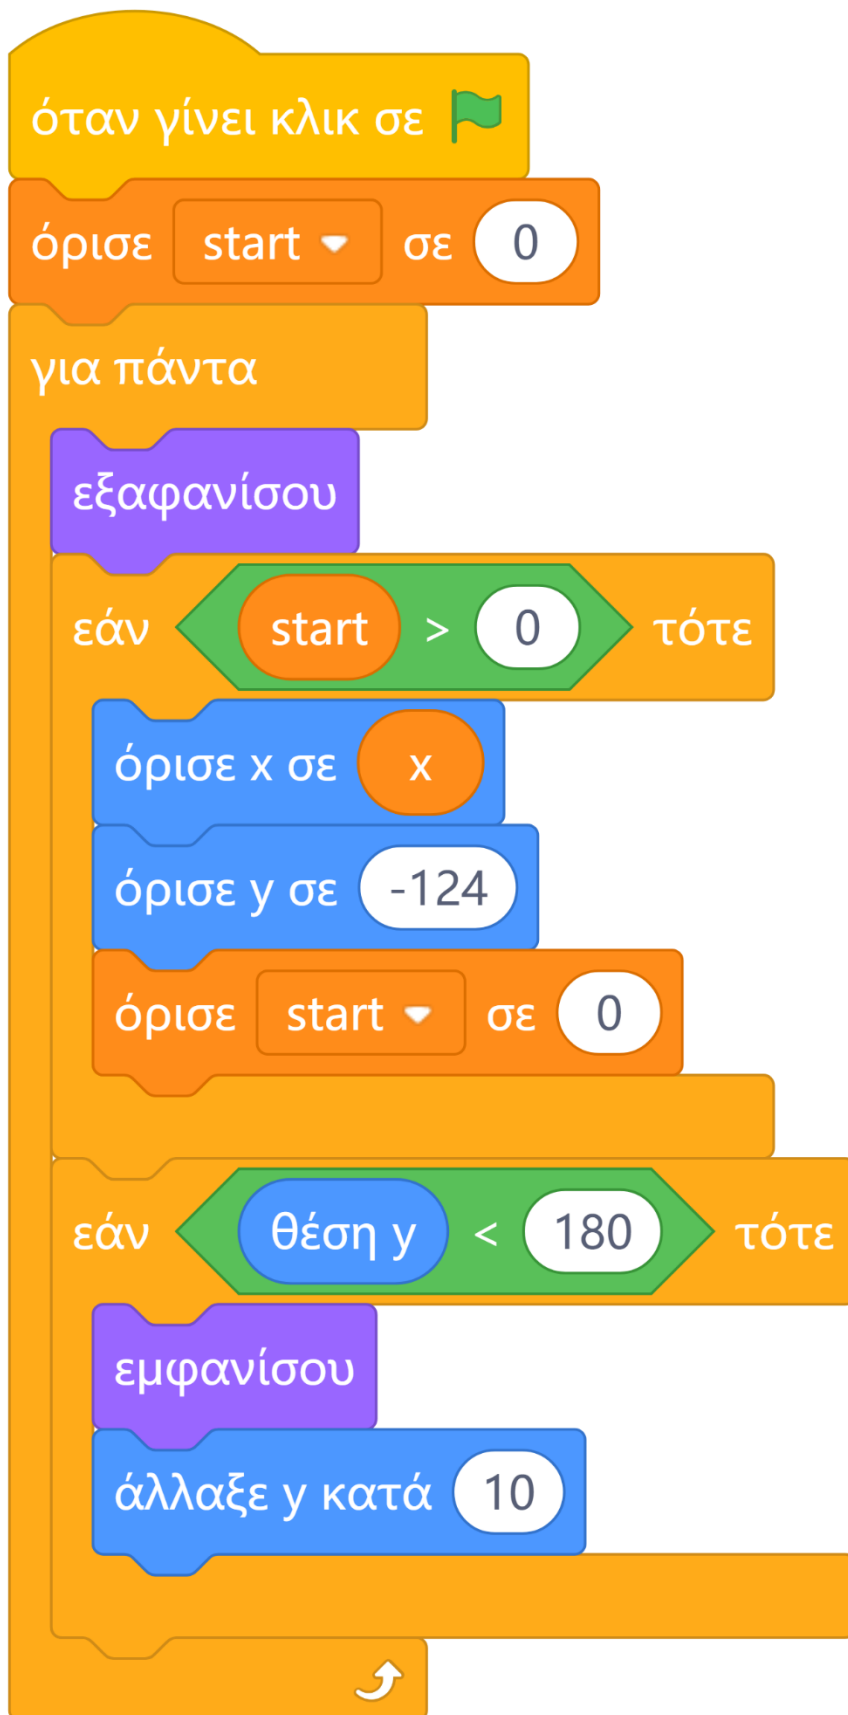 όταν γίνει κλικ σε
όρισε start σε 0
για πάντα
εξαφανίσου
εάν start > 0 τότε
όρισε x σε x
όρισε y σε -124
όρισε start σε 0
εάν θέση y < 180 τότε
εμφανίσου
άλλαξε y κατά 10